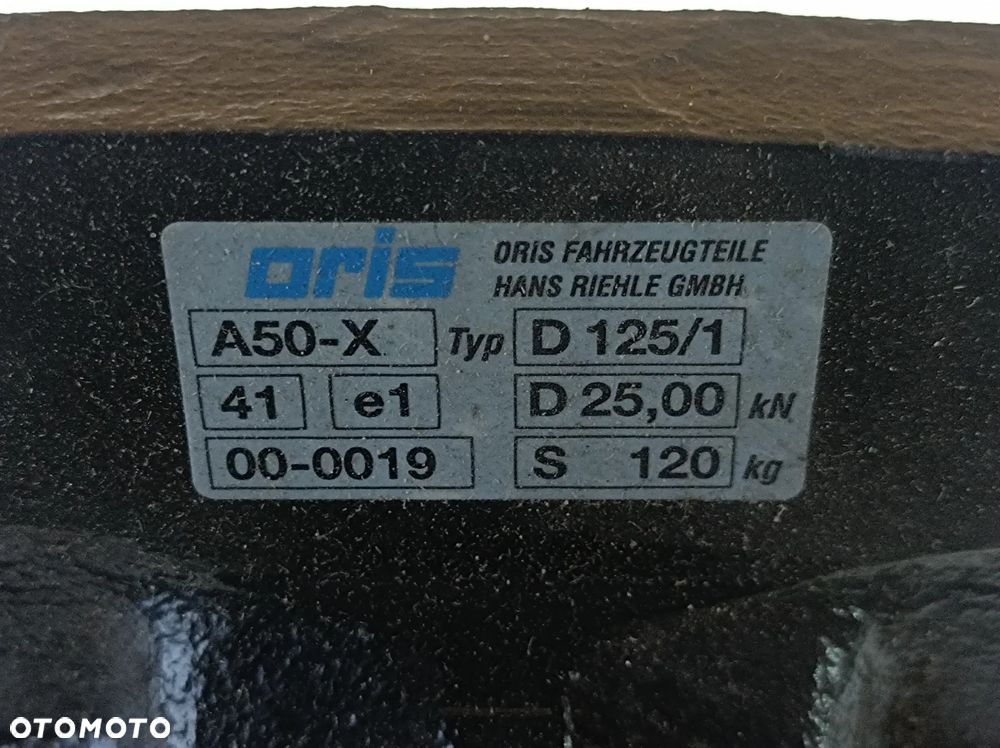 oris ORIS FAHRZEUGTEILE
HANS RIEHLE GMBH
A50-X Typ D 125/1
41 e1 D 25,00 kN
00-0019 S 120 kg
OTOMOTO